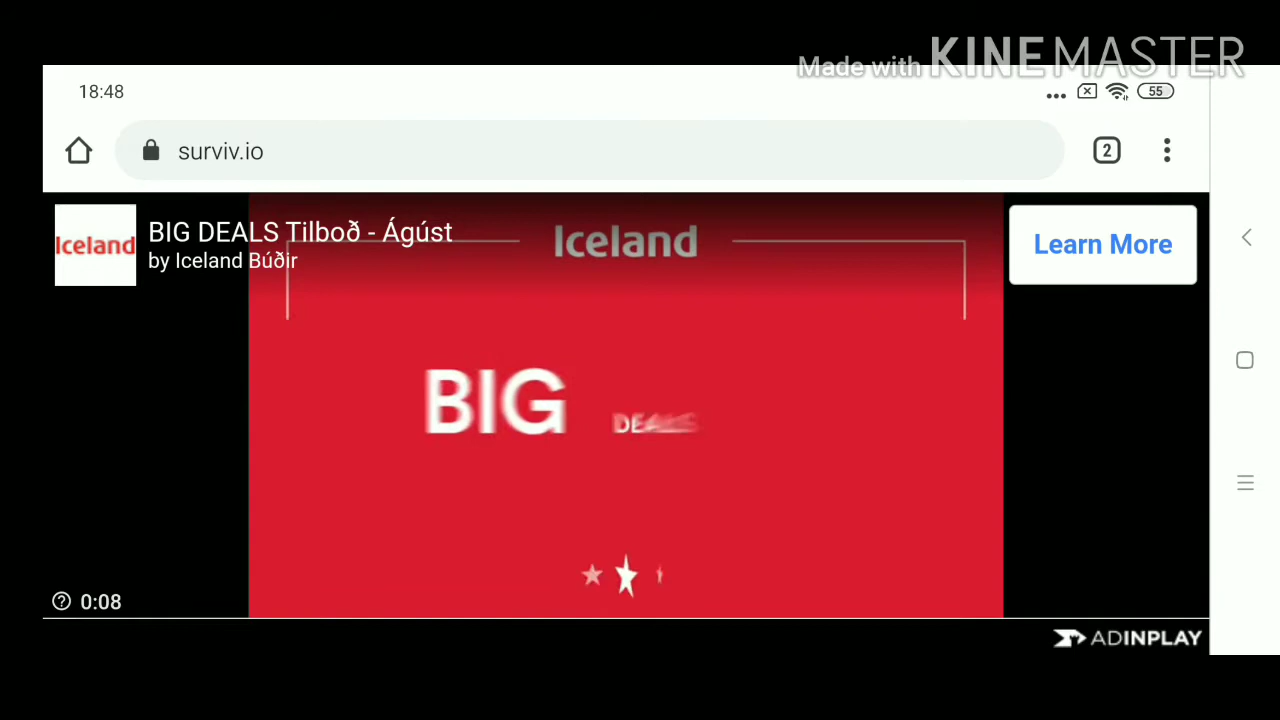 Made with KINEMASTER
18:48
55
surviv.io
2
Iceland
BIG DEALS Tilboð - Ágúst
by Iceland Búðir
Iceland
Learn More
BIG DEALS
0:08
ADINPLAY